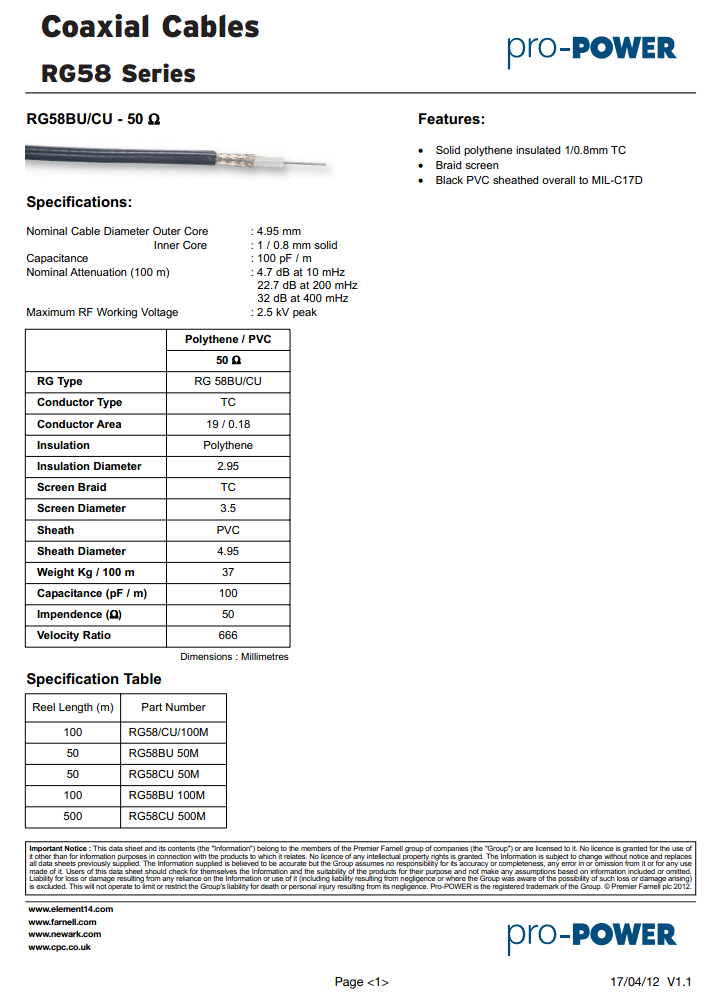 Coaxial Cables
RG58 Series
pro-POWER
RG58BU/CU - 50 Ω
Features:
• Solid polythene insulated 1/0.8mm TC
• Braid screen
• Black PVC sheathed overall to MIL-C17D
Specifications:
Nominal Cable Diameter Outer Core : 4.95 mm
Inner Core : 1 / 0.8 mm solid
Capacitance : 100 pF / m
Nominal Attenuation (100 m) : 4.7 dB at 10 mHz
22.7 dB at 200 mHz
32 dB at 400 mHz
Maximum RF Working Voltage : 2.5 kV peak
Polythene / PVC
50 Ω
RG Type RG 58BU/CU
Conductor Type TC
Conductor Area 19 / 0.18
Insulation Polythene
Insulation Diameter 2.95
Screen Braid TC
Screen Diameter 3.5
Sheath PVC
Sheath Diameter 4.95
Weight Kg / 100 m 37
Capacitance (pF / m) 100
Impendence (Ω) 50
Velocity Ratio 666
Dimensions : Millimetres
Specification Table
Reel Length (m) Part Number
100 RG58/CU/100M
50 RG58BU 50M
50 RG58CU 50M
100 RG58BU 100M
500 RG58CU 500M
Important Notice : This data sheet and its contents (the "Information") belong to the members of the Premier Farnell group of companies (the "Group") or are licensed to it. No licence is granted for the use of
it other than for information purposes in connection with the products to which it relates. No licence of any intellectual property rights is granted. The Information is subject to change without notice and replaces
all data sheets previously supplied. The Information supplied is believed to be accurate but the Group assumes no responsibility for its accuracy or completeness, any error in or omission from it or for any use
made of it. Users of this data sheet should check for themselves the Information and the suitability of the products for their purpose and not make any assumptions based on information included or omitted.
Liability for loss or damage resulting from any reliance on the Information or use of it (including liability resulting from negligence or where the Group was aware of the possibility of such loss or damage arising)
is excluded. This will not operate to limit or restrict the Group's liability for death or personal injury resulting from its negligence. Pro-POWER is the registered trademark of the Group. © Premier Farnell plc 2012.
www.element14.com
www.farnell.com
www.newark.com
www.cpc.co.uk
pro-POWER
Page <1>
17/04/12 V1.1